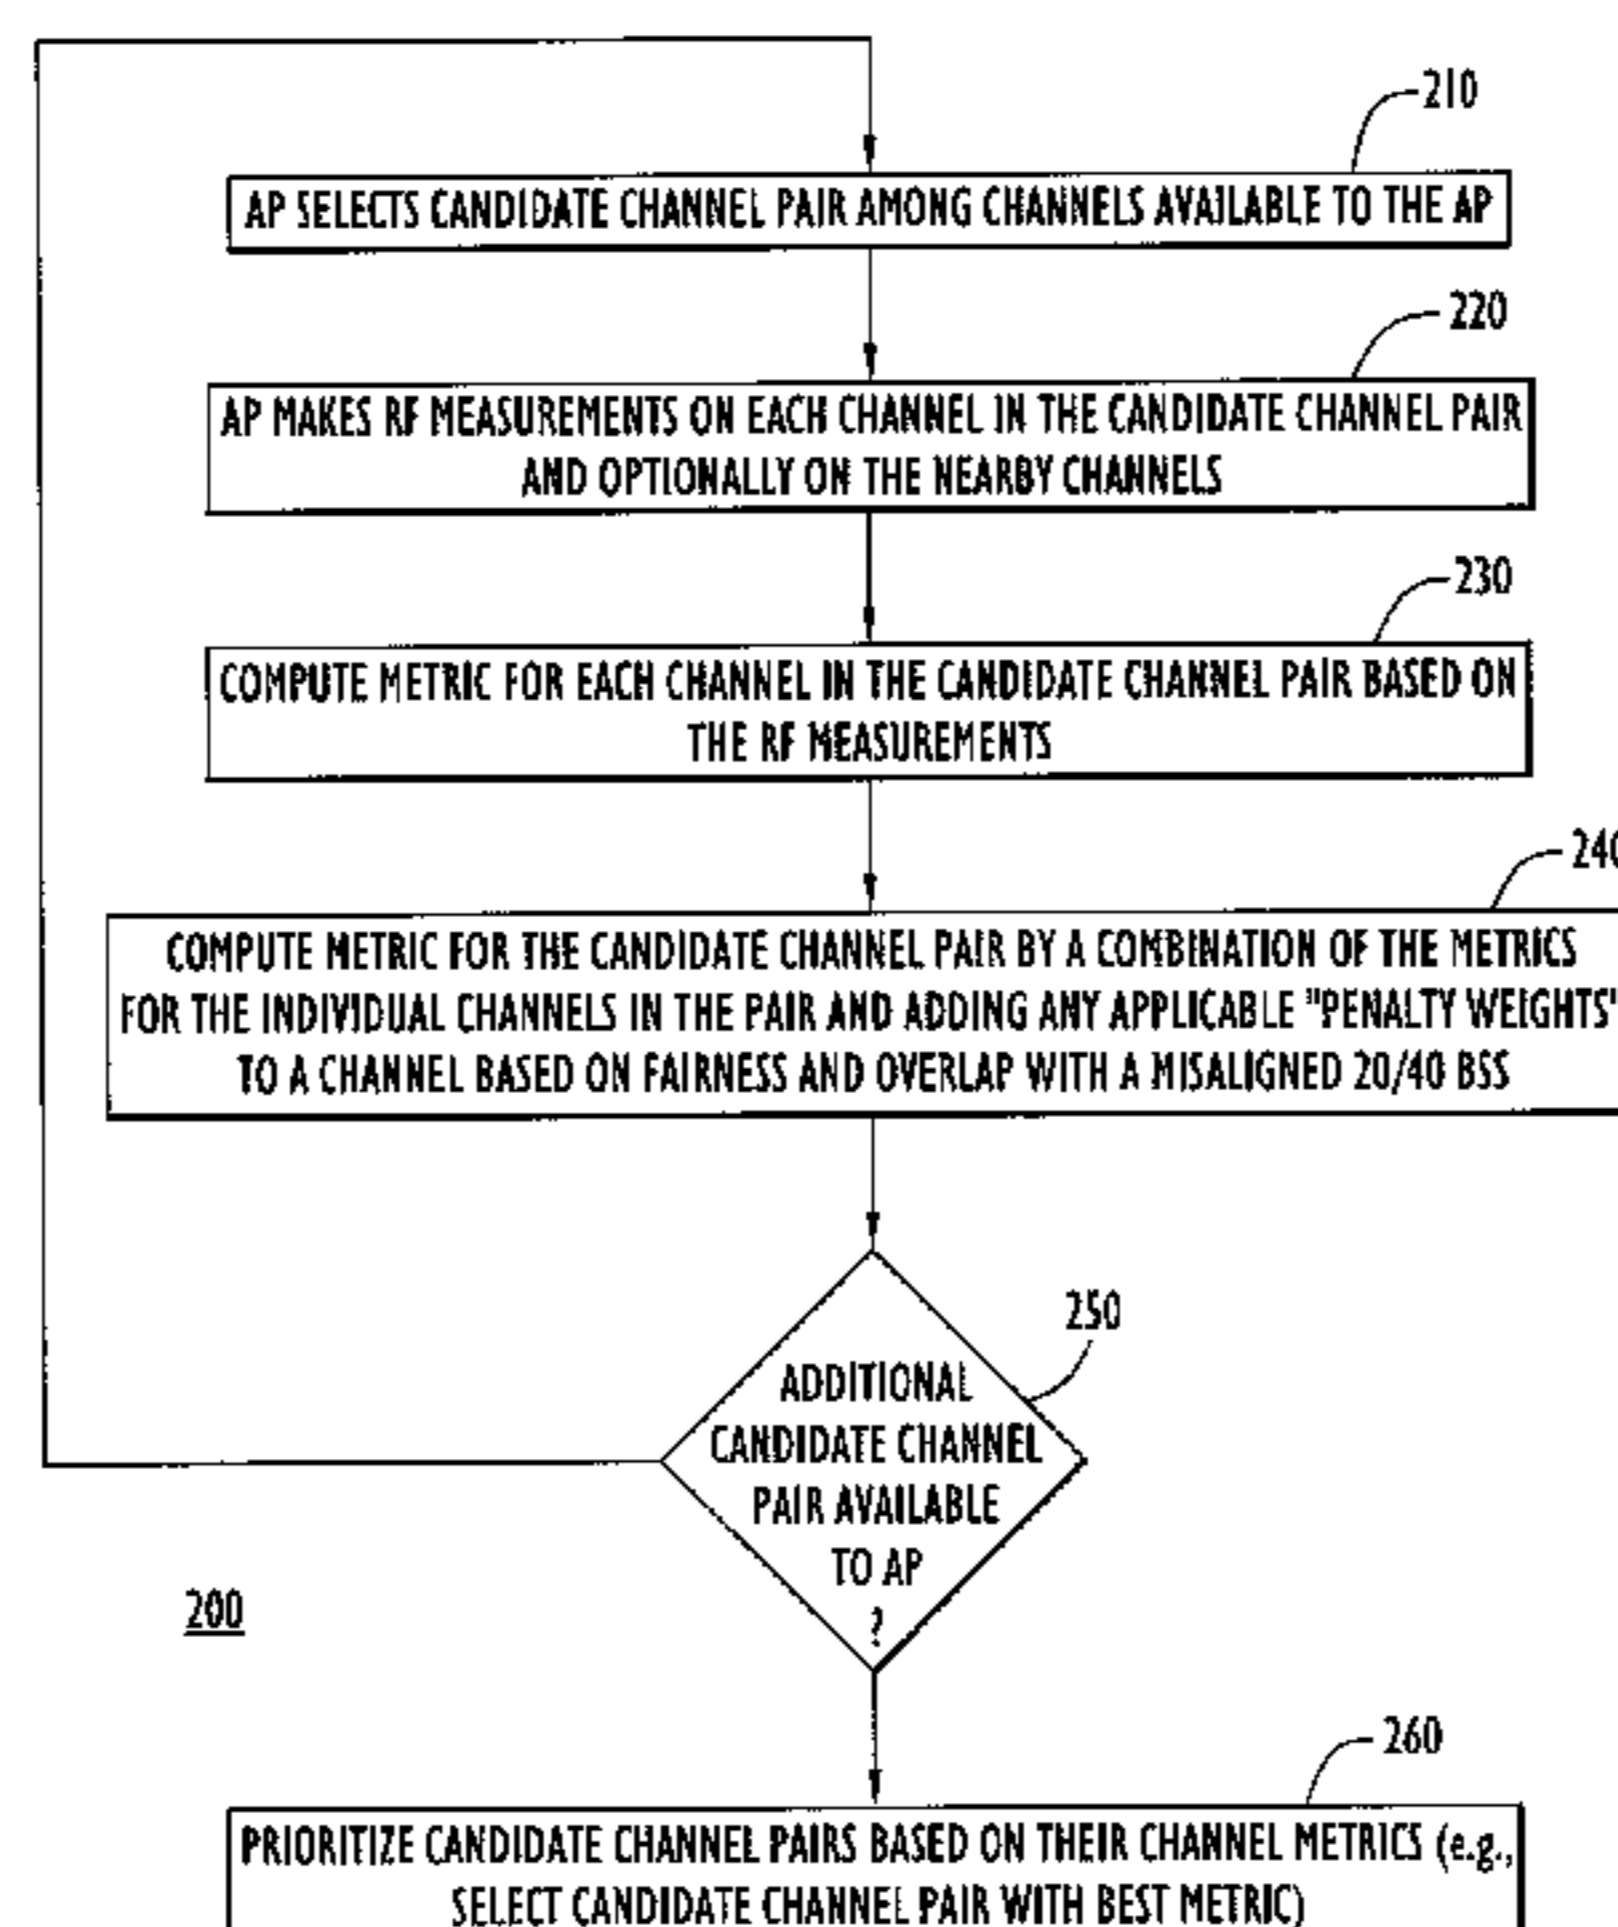 210
AP SELECTS CANDIDATE CHANNEL PAIR AMONG CHANNELS AVAILABLE TO THE AP
220
AP MAKES RF MEASUREMENTS ON EACH CHANNEL IN THE CANDIDATE CHANNEL PAIR
AND OPTIONALLY ON THE NEARBY CHANNELS
230
COMPUTE METRIC FOR EACH CHANNEL IN THE CANDIDATE CHANNEL PAIR BASED ON
THE RF MEASUREMENTS
240
COMPUTE METRIC FOR THE CANDIDATE CHANNEL PAIR BY A COMBINATION OF THE METRICS
FOR THE INDIVIDUAL CHANNELS IN THE PAIR AND ADDING ANY APPLICABLE "PENALTY WEIGHTS"
TO A CHANNEL BASED ON FAIRNESS AND OVERLAP WITH A MISALIGNED 20/40 BSS
250
ADDITIONAL
CANDIDATE CHANNEL
PAIR AVAILABLE
TO AP
?
200
260
PRIORITIZE CANDIDATE CHANNEL PAIRS BASED ON THEIR CHANNEL METRICS (e.g.,
SELECT CANDIDATE CHANNEL PAIR WITH BEST METRIC)